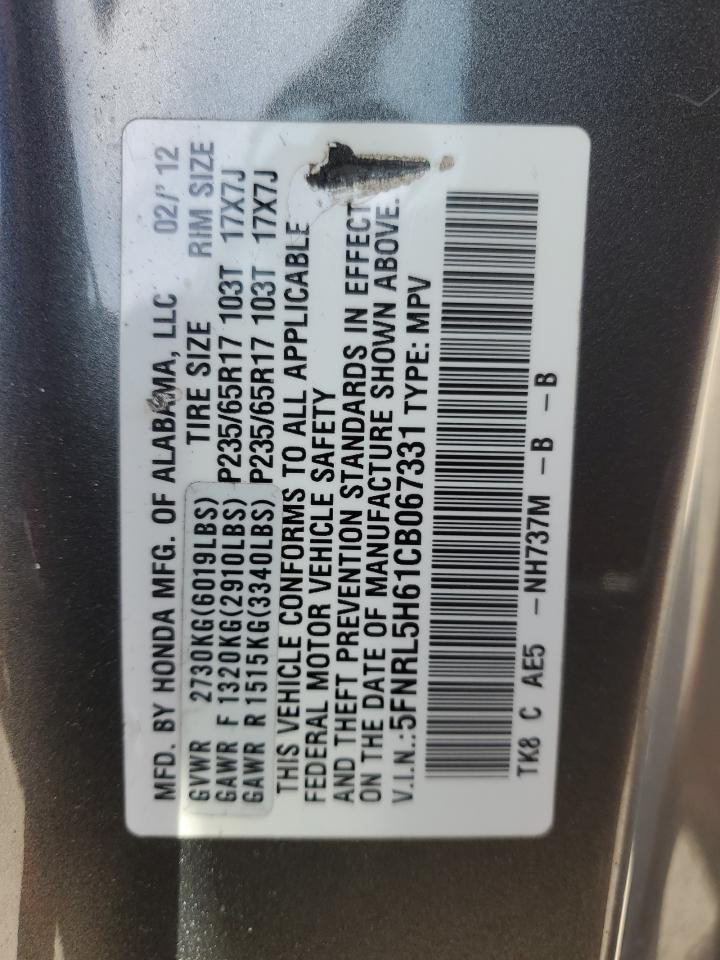 MFD. BY HONDA MFG. OF ALABAMA, LLC 02/'12
TIRE SIZE RIM SIZE
GVWR 2730KG(6019LBS)
GAWR F 1320KG(2910LBS) P235/65R17 103T 17X7J
GAWR R 1515KG(3340LBS) P235/65R17 103T 17X7J
THIS VEHICLE CONFORMS TO ALL APPLICABLE
FEDERAL MOTOR VEHICLE SAFETY
AND THEFT PREVENTION STANDARDS IN EFFECT
ON THE DATE OF MANUFACTURE SHOWN ABOVE.
V.I.N.:5FNRL5H61CB067331 TYPE: MPV
TK8 C AE5 -NH737M -B -B